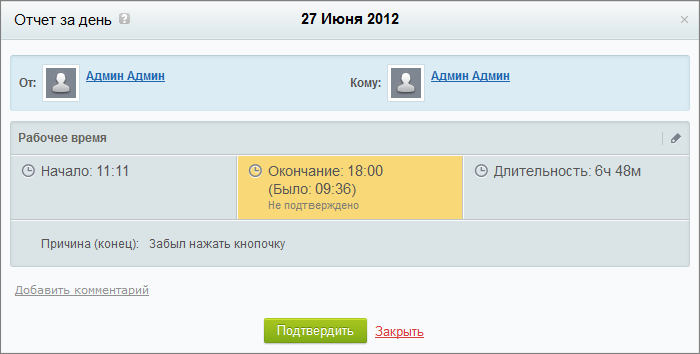 Отчет за день ? 27 Июня 2012 ×
От: Админ Админ Кому: Админ Админ
Рабочее время
Начало: 11:11 Окончание: 18:00 Длительность: 6ч 48м
(Было: 09:36)
Не подтверждено
Причина (конец): Забыл нажать кнопочку
Добавить комментарий
Подтвердить Закрыть